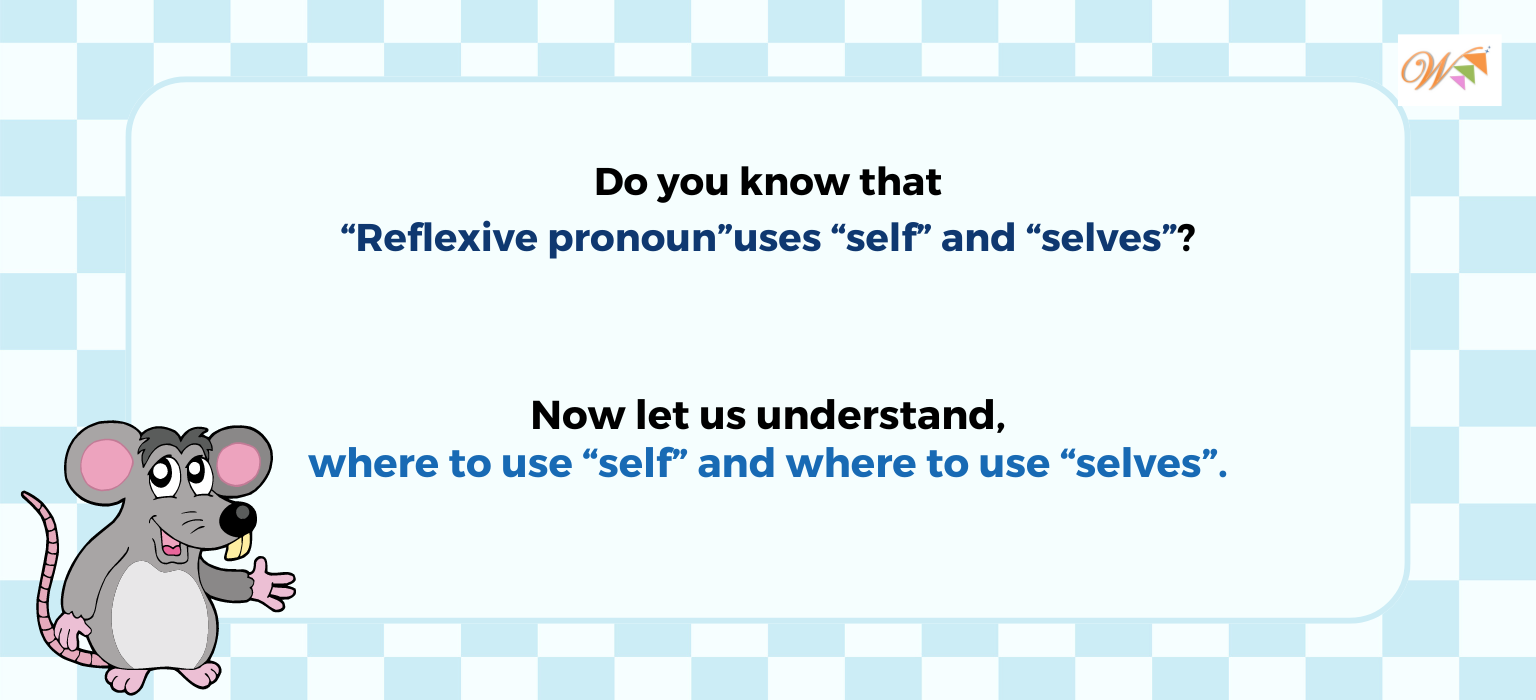 W
Do you know that
“Reflexive pronoun”uses “self” and “selves”?
Now let us understand,
where to use “self” and where to use “selves”.